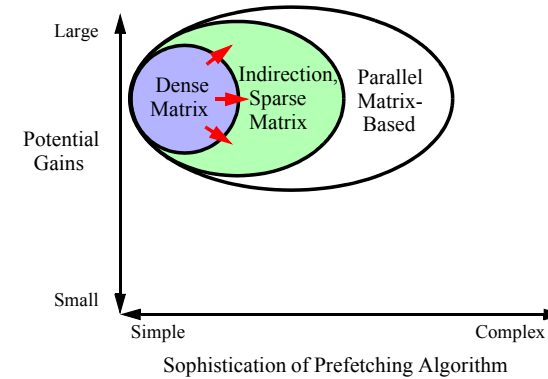 Large
Dense
Matrix
Indirection,
Sparse
Matrix
Parallel
Matrix-
Based
Potential
Gains
Small
Simple
Complex
Sophistication of Prefetching Algorithm